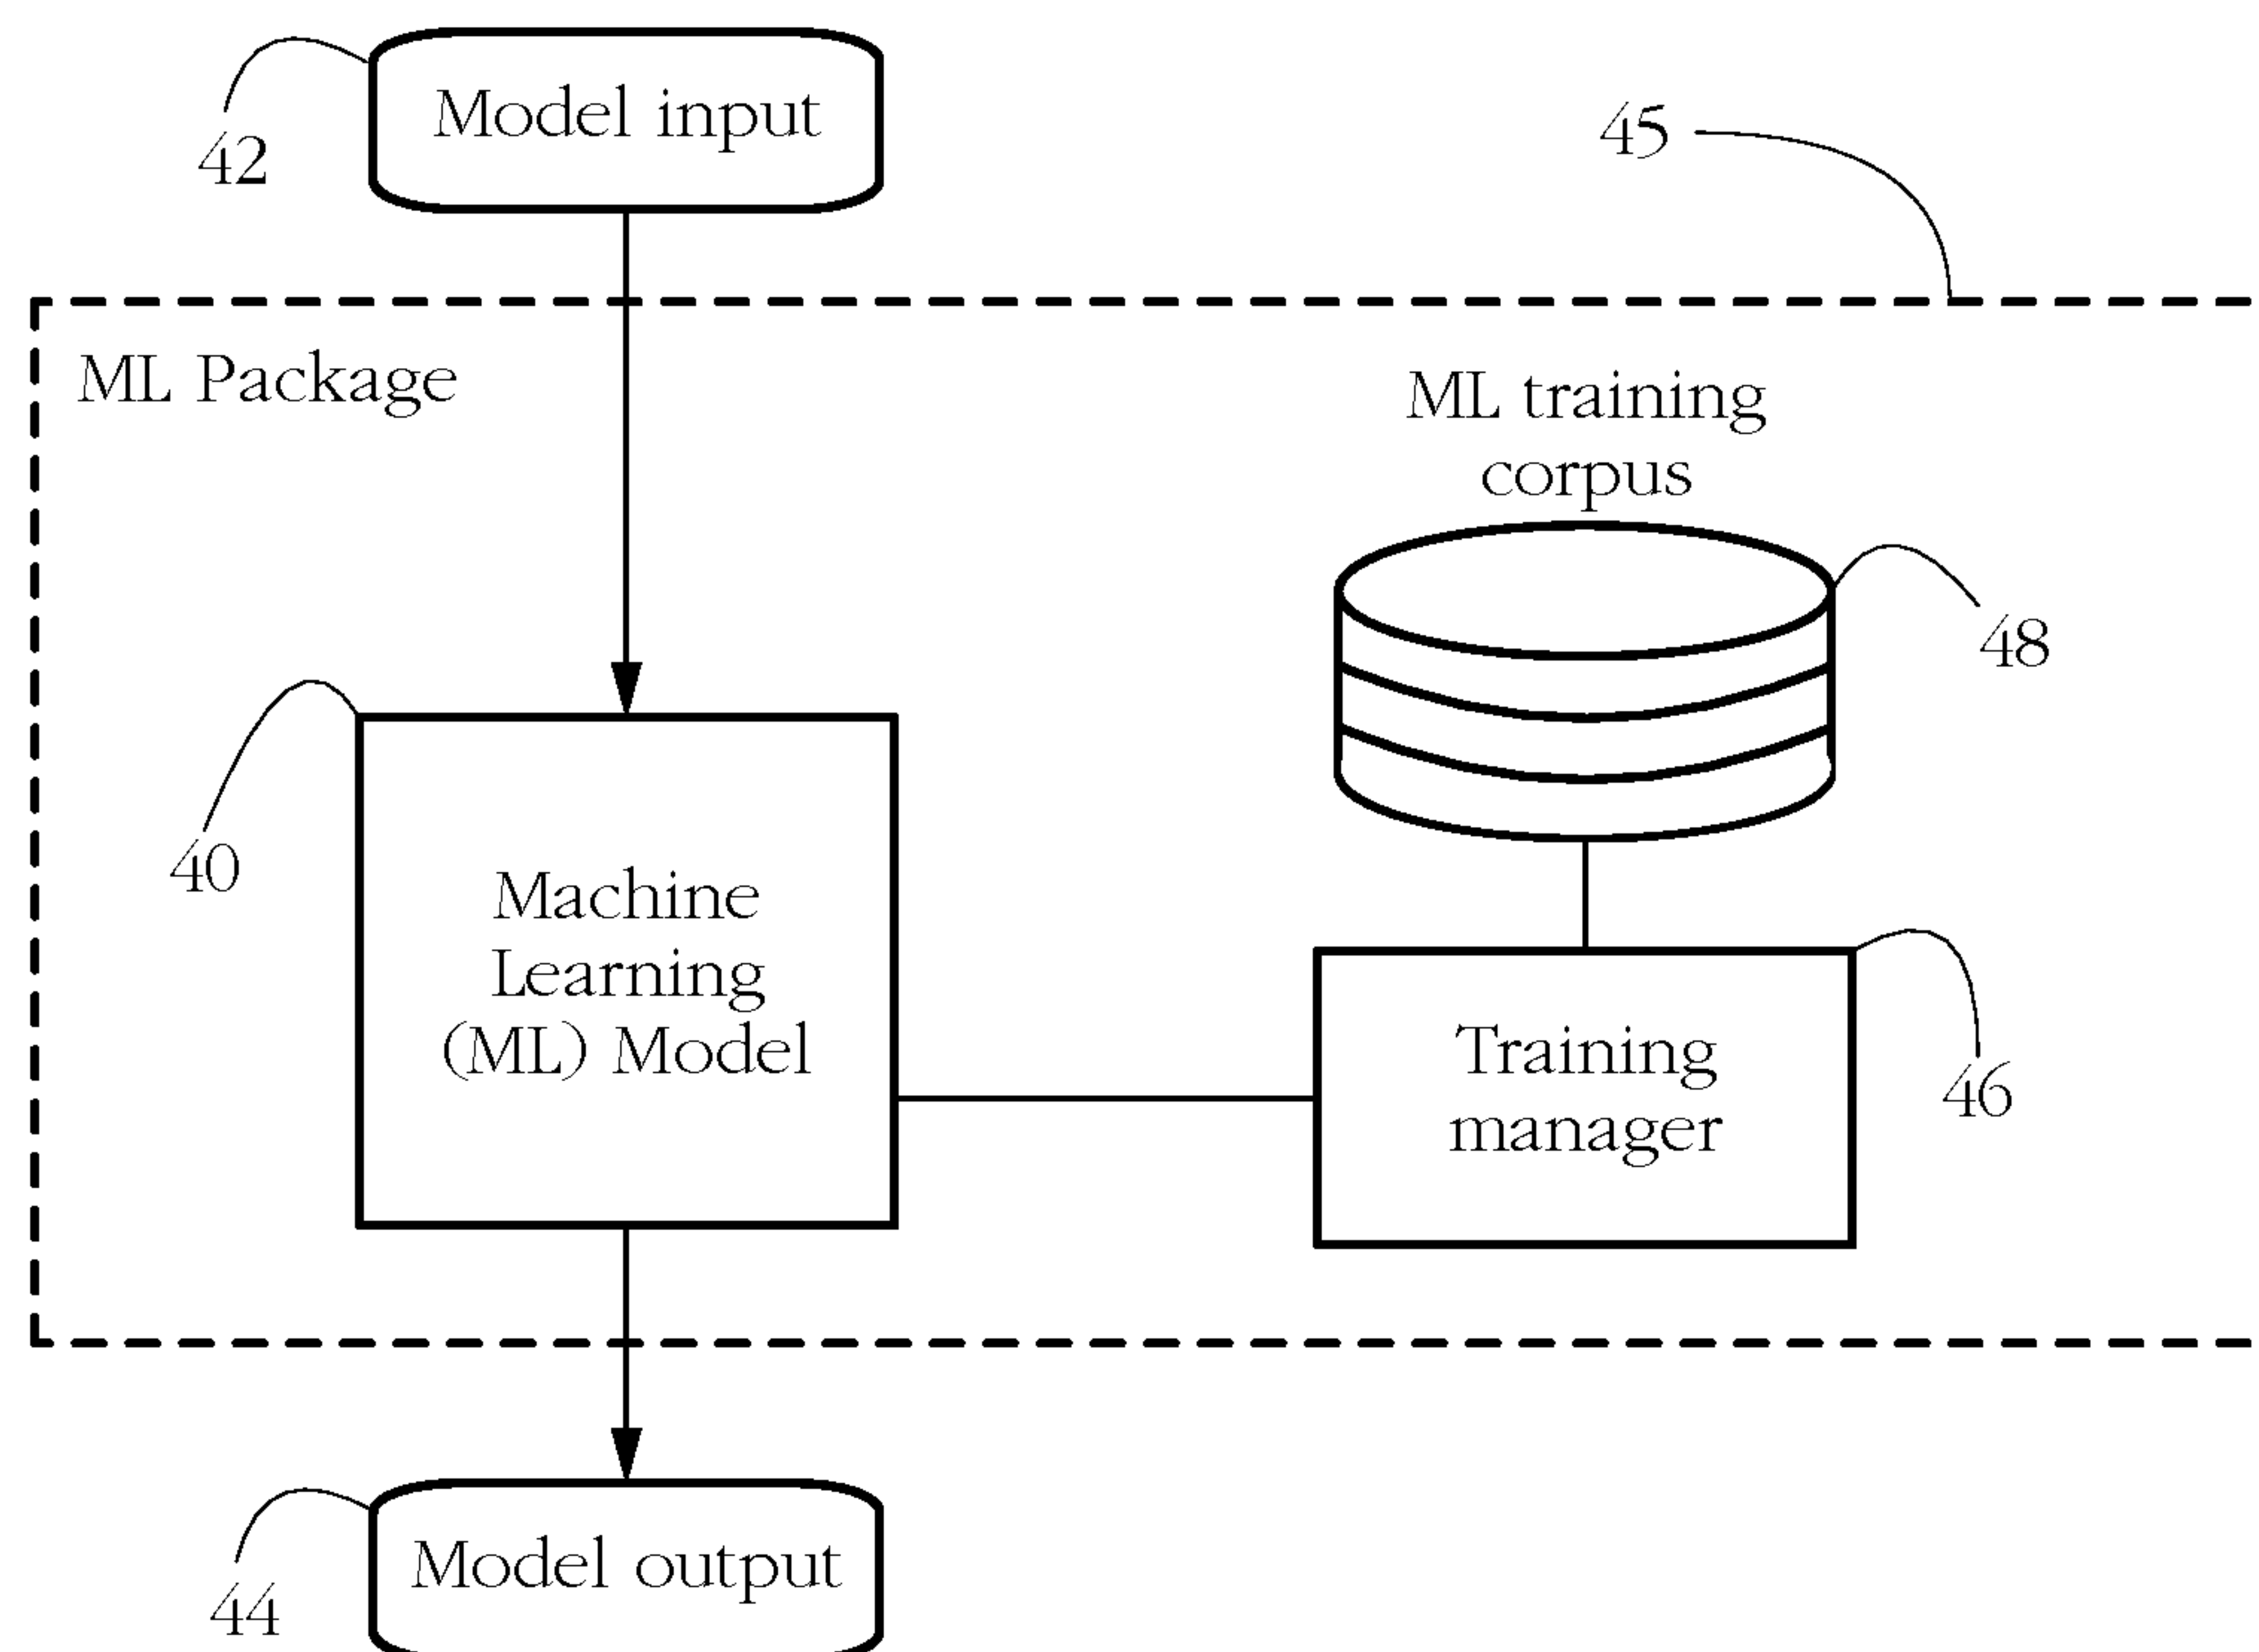 Model input
42
45
ML Package
ML training
corpus
48
40
Machine
Learning
(ML) Model
Training
manager
46
Model output
44